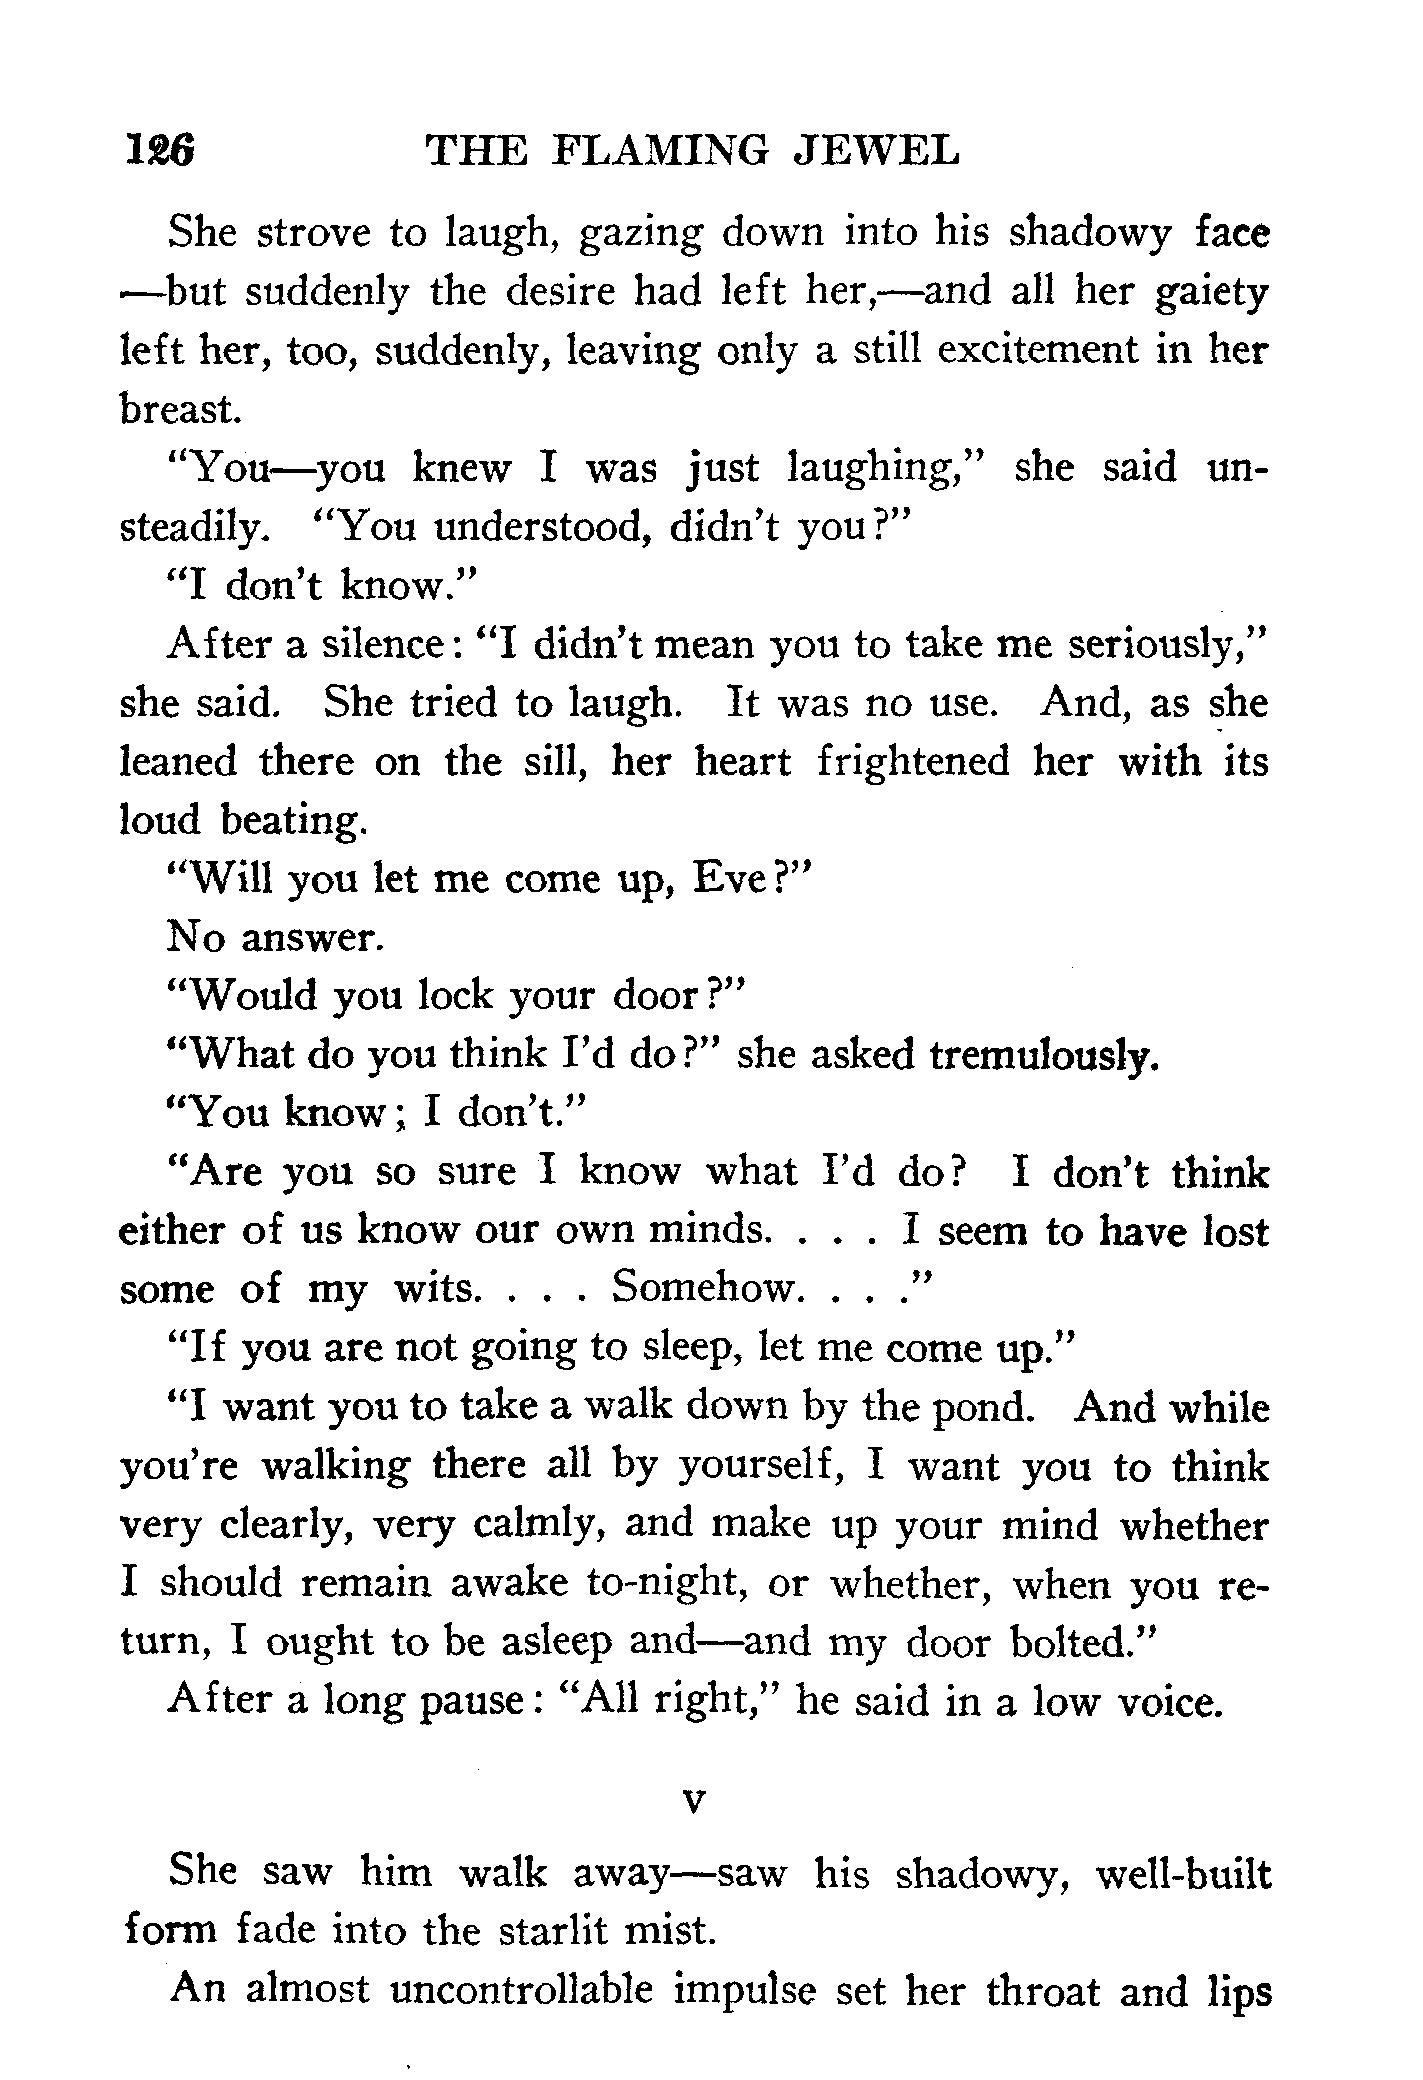 126 THE FLAMING JEWEL
She strove to laugh, gazing down into his shadowy face
—but suddenly the desire had left her,—and all her gaiety
left her, too, suddenly, leaving only a still excitement in her
breast.
“You—you knew I was just laughing,” she said un-
steadily. “You understood, didn’t you?”
“I don’t know.”
After a silence: “I didn’t mean you to take me seriously,”
she said. She tried to laugh. It was no use. And, as she
leaned there on the sill, her heart frightened her with its
loud beating.
“Will you let me come up, Eve?”
No answer.
“Would you lock your door?”
“What do you think I’d do?” she asked tremulously.
“You know; I don’t.”
“Are you so sure I know what I’d do? I don’t think
either of us know our own minds. . . . I seem to have lost
some of my wits. . . . Somehow. . . .”
“If you are not going to sleep, let me come up.”
“I want you to take a walk down by the pond. And while
you’re walking there all by yourself, I want you to think
very clearly, very calmly, and make up your mind whether
I should remain awake to-night, or whether, when you re-
turn, I ought to be asleep and—and my door bolted.”
After a long pause: “All right,” he said in a low voice.
V
She saw him walk away—saw his shadowy, well-built
form fade into the starlit mist.
An almost uncontrollable impulse set her throat and lips